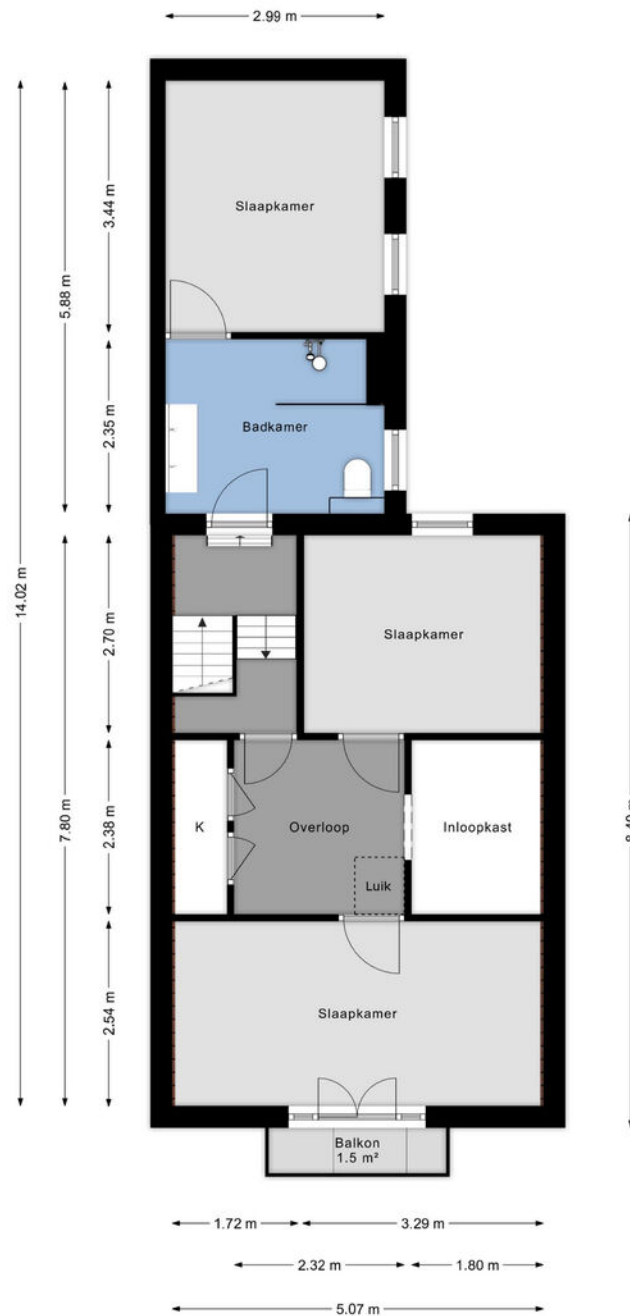 2.99 m
Slaapkamer
3.44 m
5.88 m
Badkamer
2.35 m
14.02 m
Slaapkamer
2.70 m
7.80 m
K
Overloop
Inloopkast
2.38 m
Luik
Slaapkamer
2.54 m
Balkon
1.5 m²
1.72 m
3.29 m
2.32 m
1.80 m
5.07 m